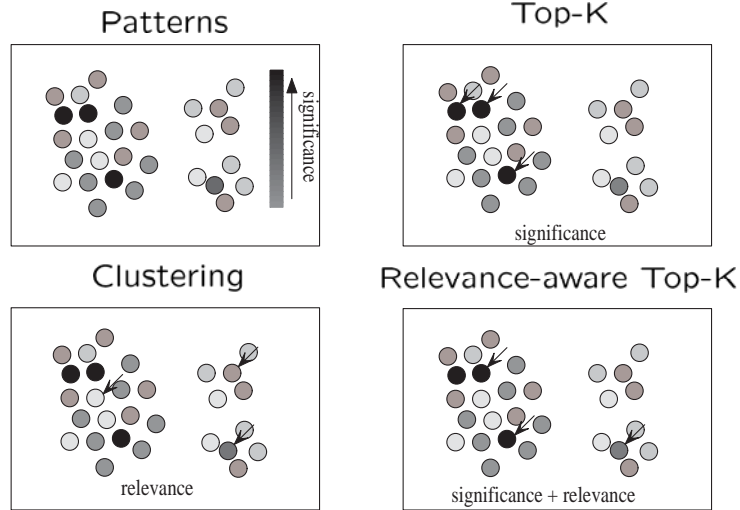 Patterns
Top-K
significance
significance
Clustering
Relevance-aware Top-K
relevance
significance + relevance